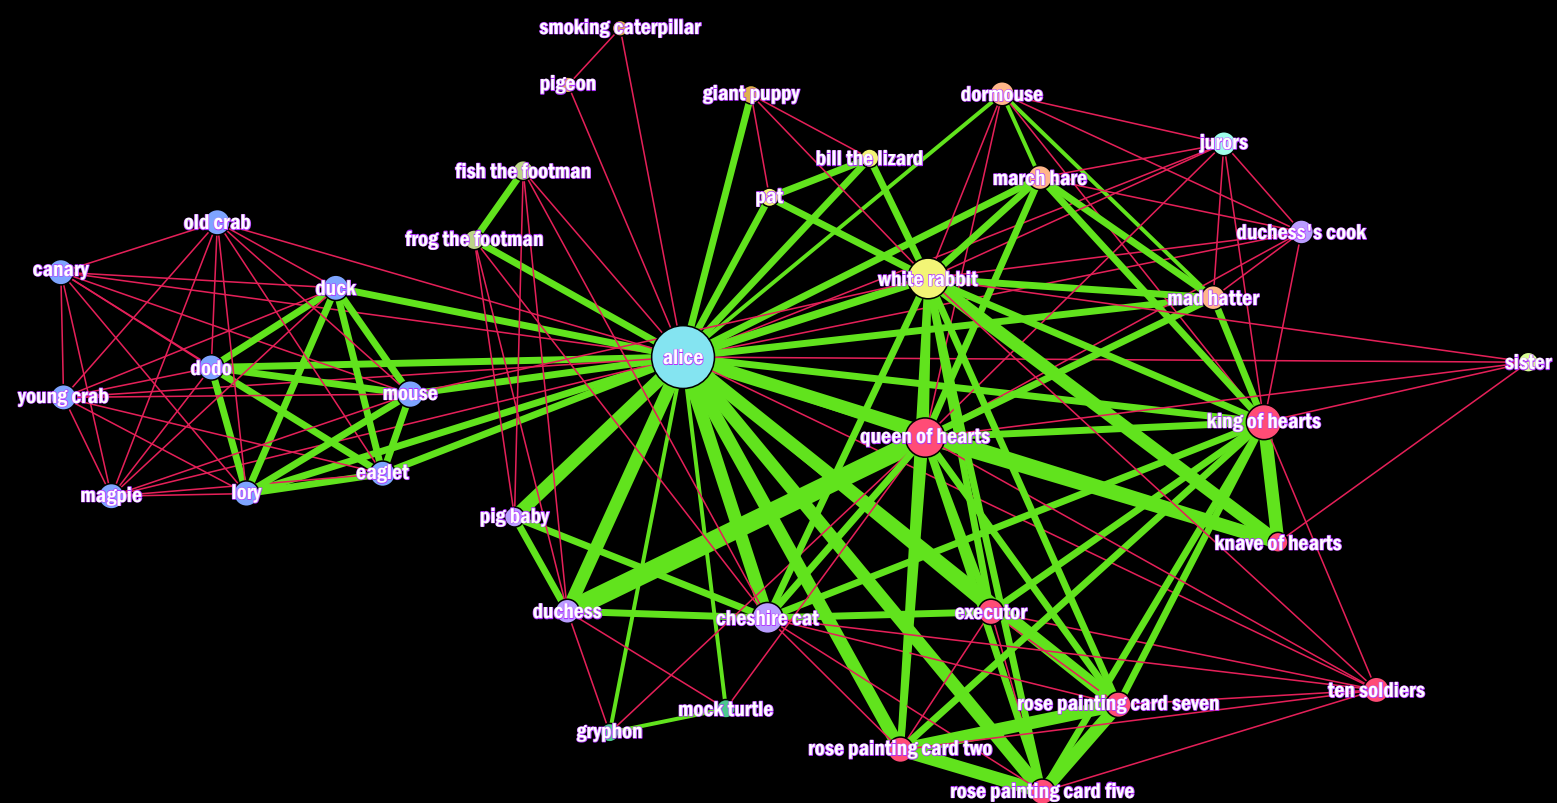 smoking caterpillar
pigeon
giant puppy
dormouse
jurors
bill the lizard
fish the footman
march hare
pat
old crab
duchess's cook
frog the footman
canary
white rabbit
duck
mad hatter
alice
sister
dodo
mouse
young crab
king of hearts
queen of hearts
eaglet
lory
magpie
pig baby
knave of hearts
duchess
executor
cheshire cat
ten soldiers
rose painting card seven
mock turtle
gryphon
rose painting card two
rose painting card five